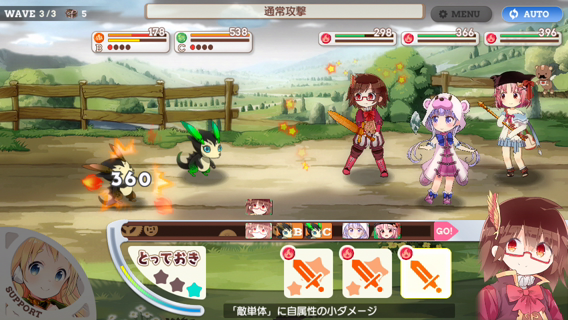 WAVE 3/3 5
通常攻撃
MENU
AUTO
178
B
538
C
298
366
396
360
B C GO!
とっておき
SUPPORT
「敵単体」に自属性の小ダメージ